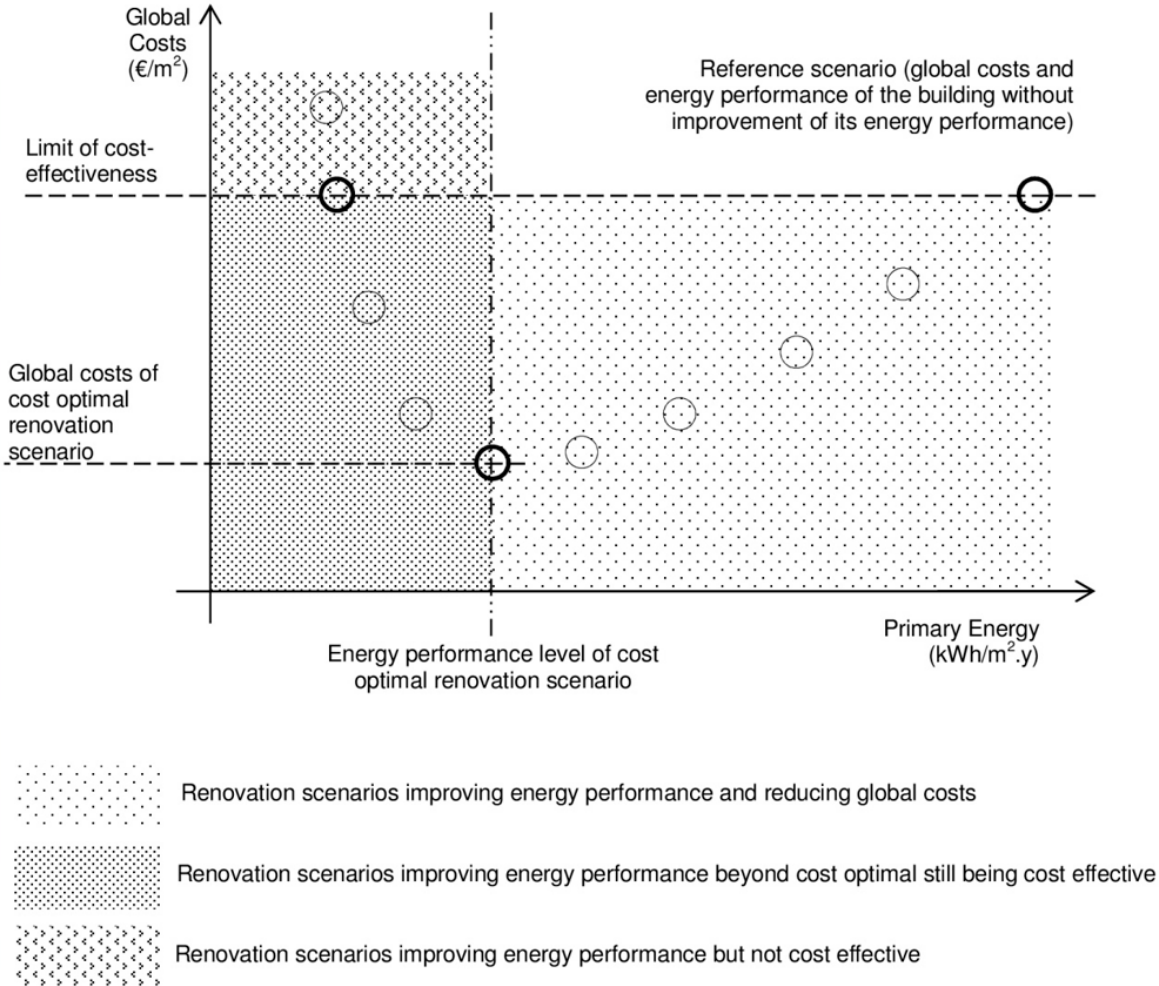 Global
Costs
(€/m²)
Reference scenario (global costs and
energy performance of the building without
improvement of its energy performance)
Limit of cost-
effectiveness
Global costs of
cost optimal
renovation
scenario
Primary Energy
(kWh/m².y)
Energy performance level of cost
optimal renovation scenario
Renovation scenarios improving energy performance and reducing global costs
Renovation scenarios improving energy performance beyond cost optimal still being cost effective
Renovation scenarios improving energy performance but not cost effective